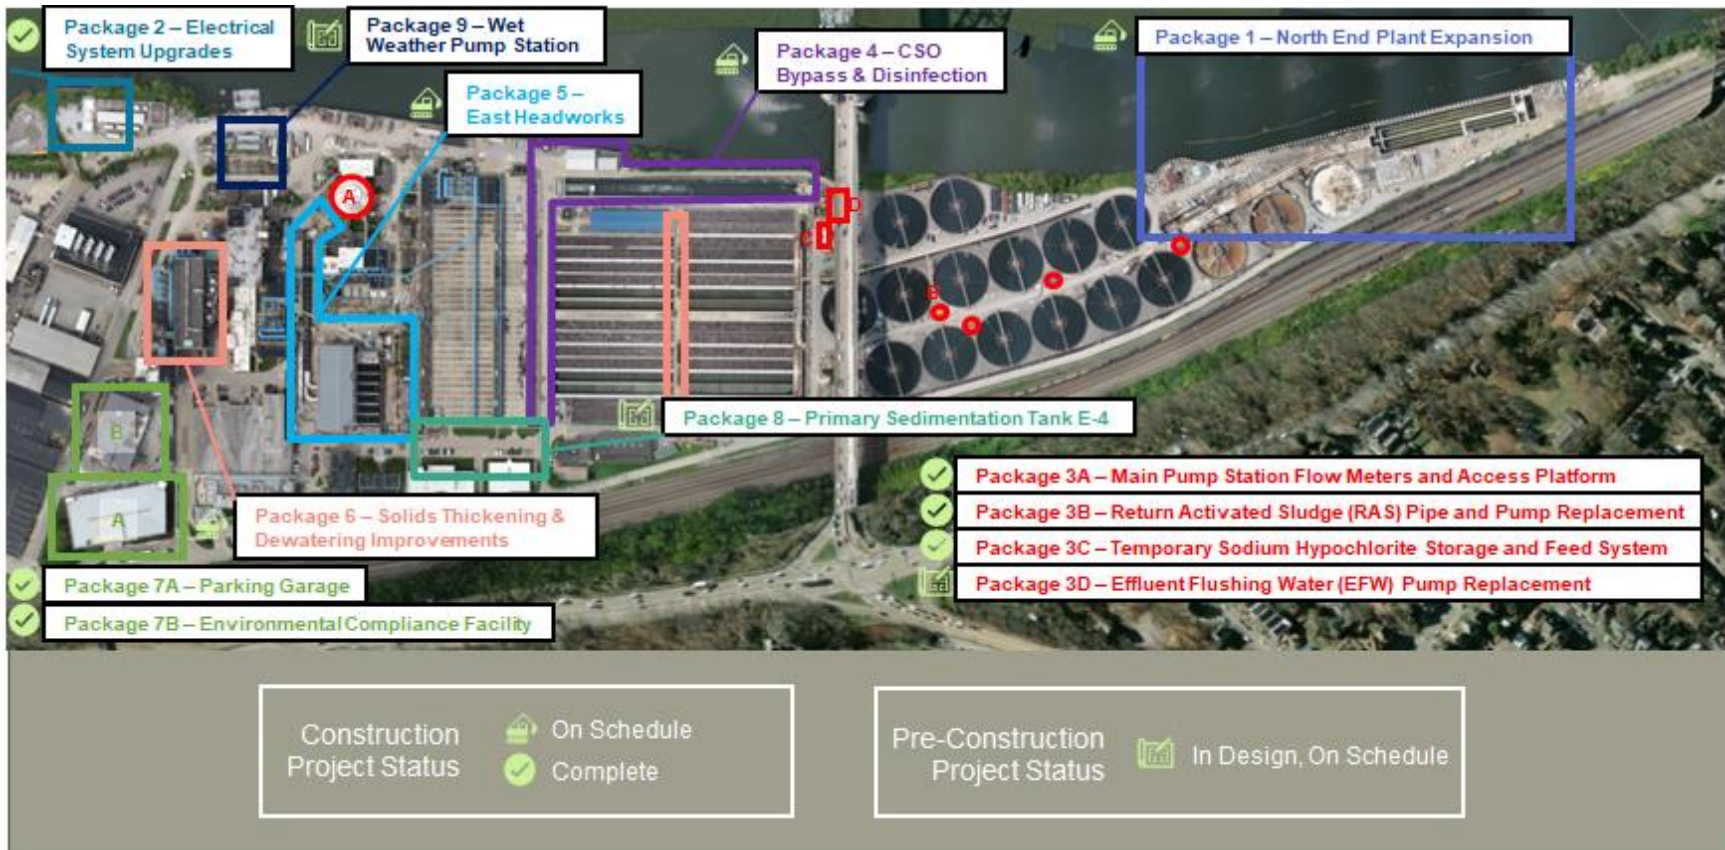 Package 2 – Electrical
System Upgrades
Package 9 – Wet
Weather Pump Station
Package 4 – CSO
Bypass & Disinfection
Package 1 – North End Plant Expansion
Package 5 –
East Headworks
A
D
C
B
B
A
Package 8 – Primary Sedimentation Tank E-4
Package 6 – Solids Thickening &
Dewatering Improvements
Package 3A – Main Pump Station Flow Meters and Access Platform
Package 3B – Return Activated Sludge (RAS) Pipe and Pump Replacement
Package 3C – Temporary Sodium Hypochlorite Storage and Feed System
Package 3D – Effluent Flushing Water (EFW) Pump Replacement
Package 7A – Parking Garage
Package 7B – Environmental Compliance Facility
Construction
Project Status
On Schedule
Complete
Pre-Construction
Project Status
In Design, On Schedule